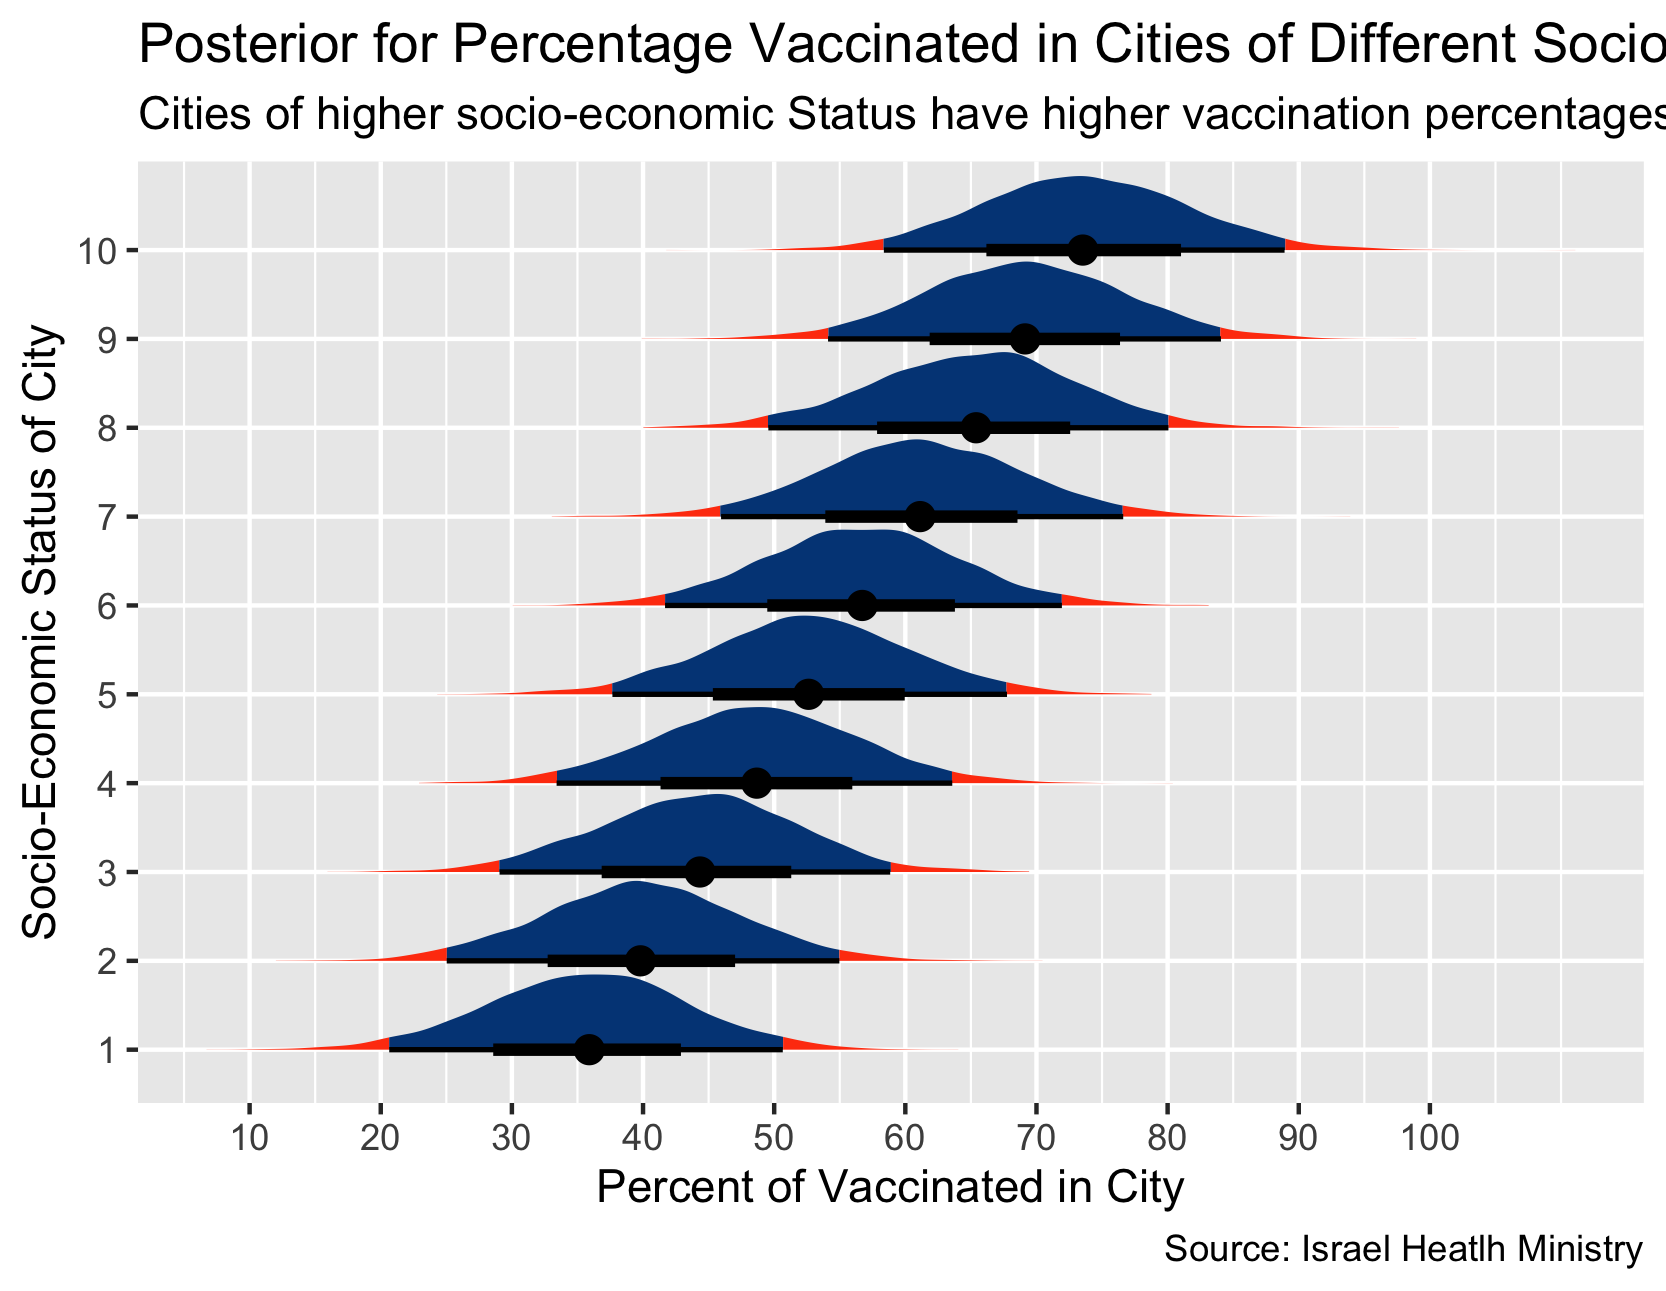 Posterior for Percentage Vaccinated in Cities of Different Socio
Cities of higher socio-economic Status have higher vaccination percentages
Socio-Economic Status of City
10
9
8
7
6
5
4
3
2
1
10 20 30 40 50 60 70 80 90 100
Percent of Vaccinated in City
Source: Israel Heatlh Ministry